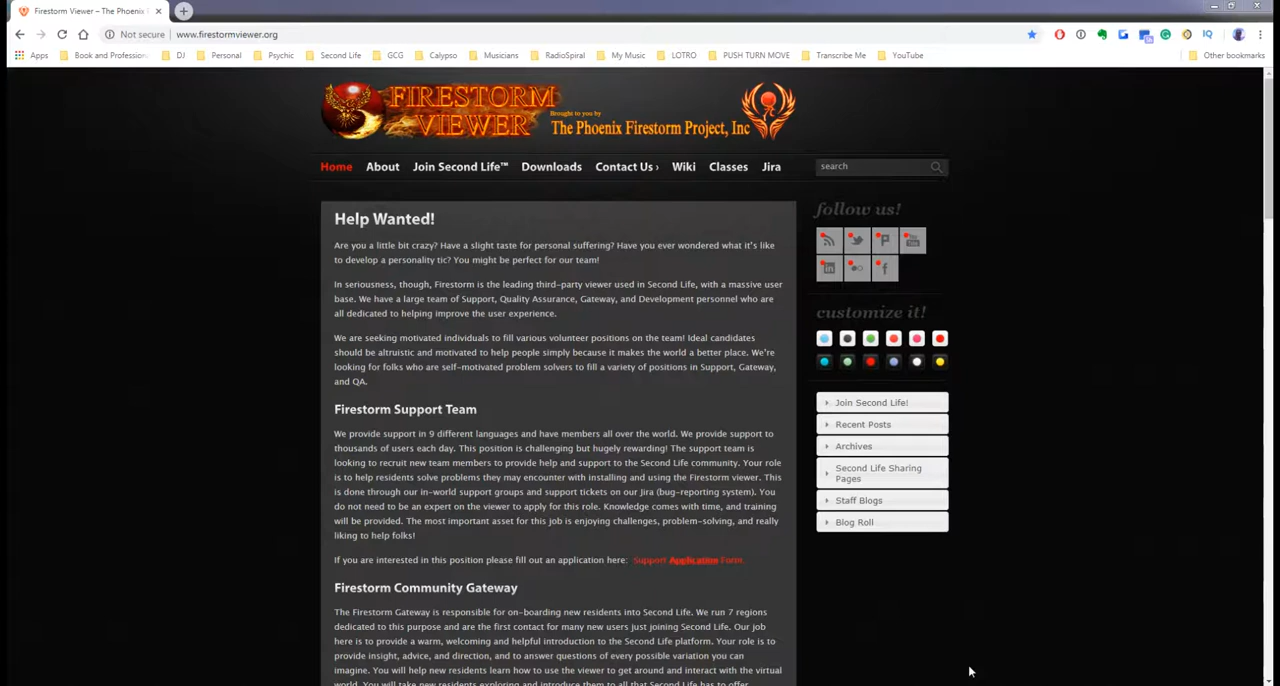 Firestorm Viewer – The Phoenix F
Not secure
www.firestormviewer.org
Apps
Book and Profession
DJ
Personal
Psychic
Second Life
GCG
Calypso
Musicians
RadioSpiral
My Music
LOTRO
PUSH TURN MOVE
Transcribe Me
YouTube
Other bookmarks
FIRESTORM
VIEWER
Brought to you by
The Phoenix Firestorm Project, Inc
Home
About
Join Second Life™
Downloads
Contact Us ›
Wiki
Classes
Jira
search
Help Wanted!
Are you a little bit crazy? Have a slight taste for personal suffering? Have you ever wondered what it's like
to develop a personality tic? You might be perfect for our team!
In seriousness, though, Firestorm is the leading third-party viewer used in Second Life, with a massive user
base. We have a large team of Support, Quality Assurance, Gateway, and Development personnel who are
all dedicated to helping improve the user experience.
We are seeking motivated individuals to fill various volunteer positions on the team! Ideal candidates
should be altruistic and motivated to help people simply because it makes the world a better place. We're
looking for folks who are self-motivated problem solvers to fill a variety of positions in Support, Gateway,
and QA.
Firestorm Support Team
We provide support in 9 different languages and have members all over the world. We provide support to
thousands of users each day. This position is challenging but hugely rewarding! The support team is
looking to recruit new team members to provide help and support to the Second Life community. Your role
is to help residents solve problems they may encounter with installing and using the Firestorm viewer. This
is done through our in-world support groups and support tickets on our Jira (bug-reporting system). You
do not need to be an expert on the viewer to apply for this role. Knowledge comes with time, and training
will be provided. The most important asset for this job is enjoying challenges, problem-solving, and really
liking to help folks!
If you are interested in this position please fill out an application here: Support Application Form.
Firestorm Community Gateway
The Firestorm Gateway is responsible for on-boarding new residents into Second Life. We run 7 regions
dedicated to this purpose and are the first contact for many new users just joining Second Life. Our job
here is to provide a warm, welcoming and helpful introduction to the Second Life platform. Your role is to
provide insight, advice, and direction, and to answer questions of every possible variation you can
imagine. You will help new residents learn how to use the viewer to get around and interact with the virtual
world. You will take new residents exploring and introduce them to all that Second Life has to offer.
follow us!
customize it!
Join Second Life!
Recent Posts
Archives
Second Life Sharing
Pages
Staff Blogs
Blog Roll